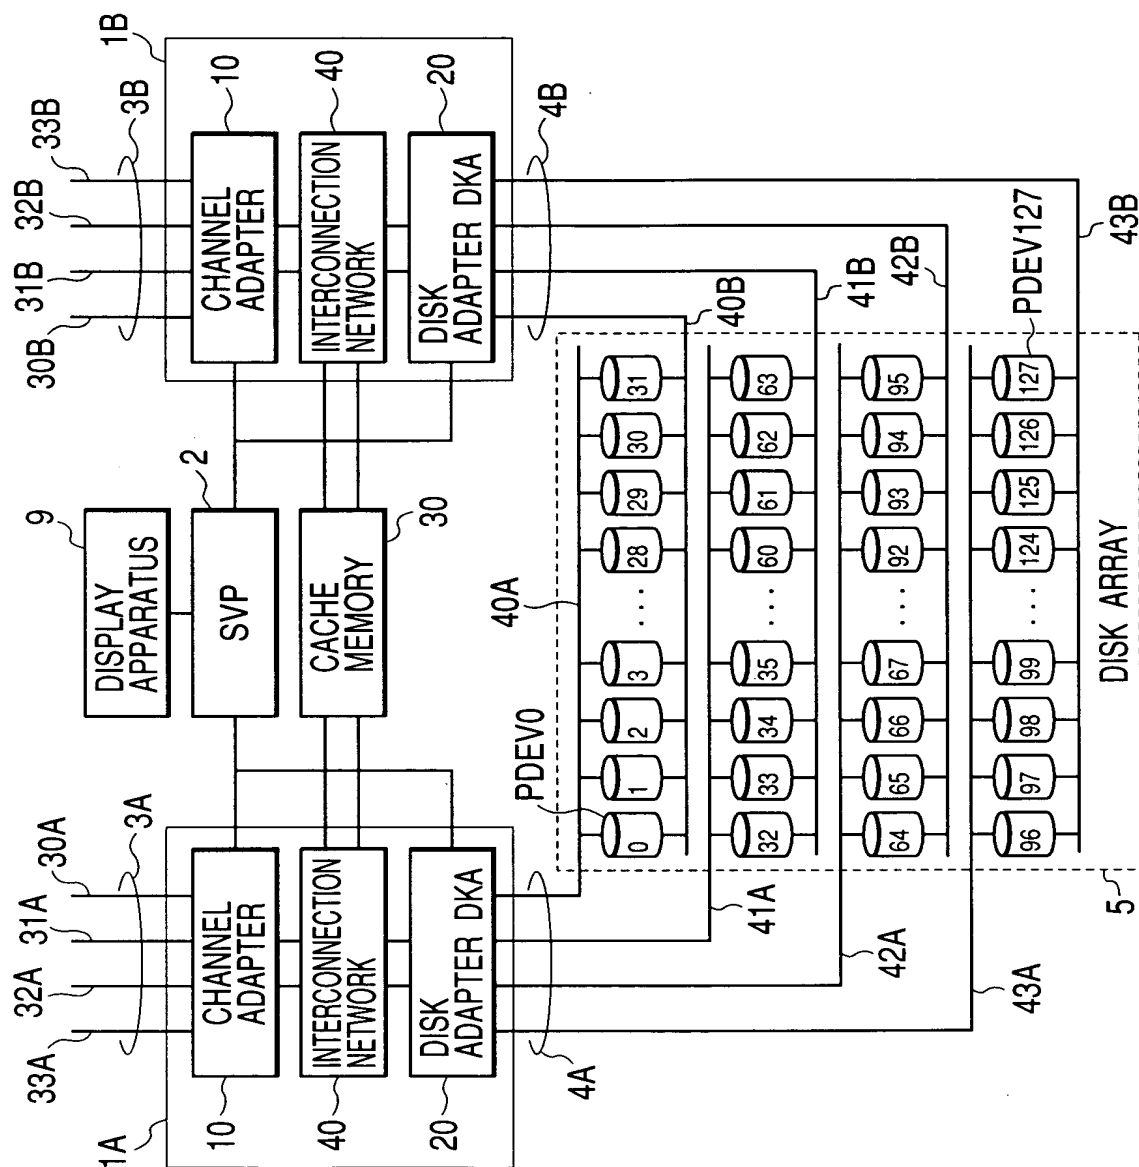 1B
10
40
20
3B
33B
32B
31B
30B
4B
CHANNEL
ADAPTER
INTERCONNECTION
NETWORK
DISK
ADAPTER DKA
43B
PDEV127
42B
41B
40B
2
9
30
DISPLAY
APPARATUS
SVP
CACHE
MEMORY
40A
31
30
29
28
...
3
2
1
0
63
62
61
60
...
35
34
33
32
95
94
93
92
...
67
66
65
64
127
126
125
124
...
99
98
97
96
DISK ARRAY
PDEV0
5
41A
42A
43A
3A
30A
31A
32A
33A
4A
CHANNEL
ADAPTER
INTERCONNECTION
NETWORK
DISK
ADAPTER DKA
10
40
20
4A
1A